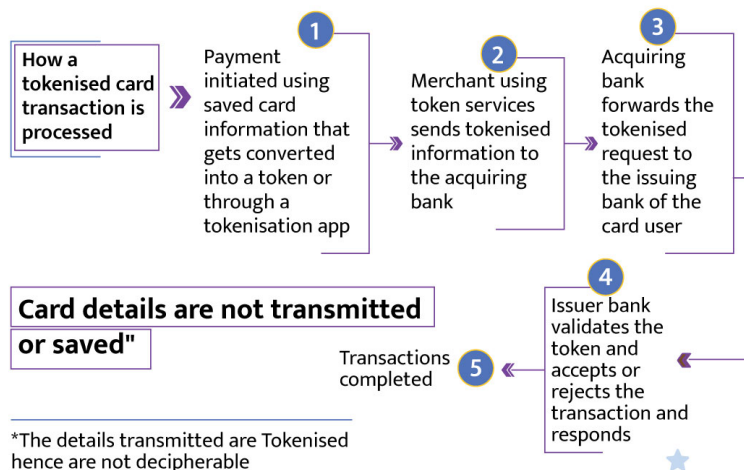 How a
tokenised card
transaction is
processed
1
Payment
initiated using
saved card
information that
gets converted
into a token or
through a
tokenisation app
2
Merchant using
token services
sends tokenised
information to
the acquiring
bank
3
Acquiring
bank
forwards the
tokenised
request to
the issuing
bank of the
card user
4
Issuer bank
validates the
token and
accepts or
rejects the
transaction and
responds
5
Transactions
completed
Card details are not transmitted
or saved"
*The details transmitted are Tokenised
hence are not decipherable